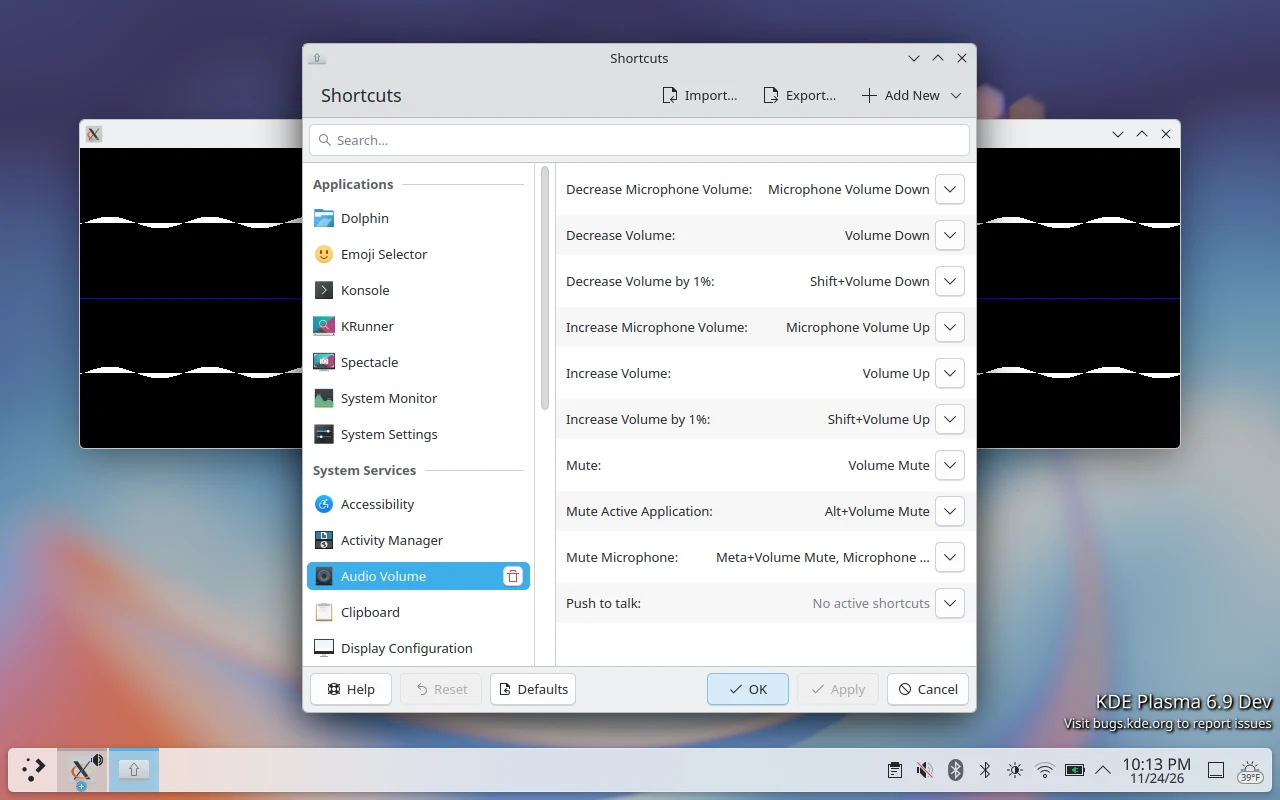 Shortcuts
Shortcuts
Import...
Export...
Add New
Search...
Applications
Dolphin
Emoji Selector
Konsole
KRunner
Spectacle
System Monitor
System Settings
System Services
Accessibility
Activity Manager
Audio Volume
Clipboard
Display Configuration
Decrease Microphone Volume: Microphone Volume Down
Decrease Volume: Volume Down
Decrease Volume by 1%: Shift+Volume Down
Increase Microphone Volume: Microphone Volume Up
Increase Volume: Volume Up
Increase Volume by 1%: Shift+Volume Up
Mute: Volume Mute
Mute Active Application: Alt+Volume Mute
Mute Microphone: Meta+Volume Mute, Microphone ...
Push to talk: No active shortcuts
Help
Reset
Defaults
OK
Apply
Cancel
KDE Plasma 6.9 Dev
Visit bugs.kde.org to report issues
10:13 PM
11/24/26
39°F